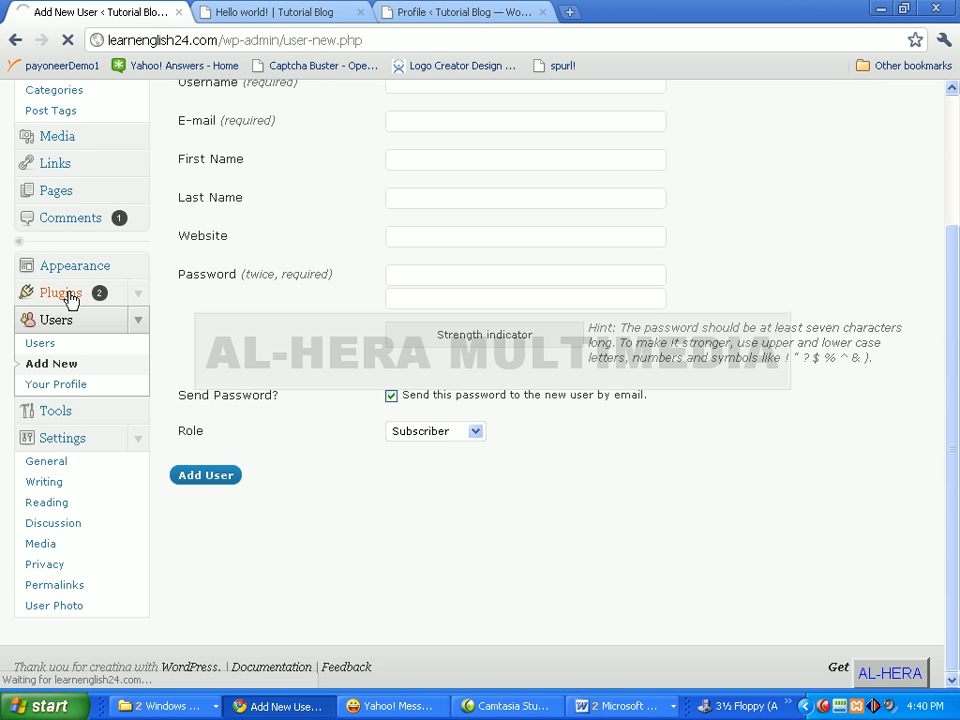 Add New User ‹ Tutorial Blo...
Hello world! | Tutorial Blog
Profile ‹ Tutorial Blog — Wo...
learnenglish24.com/wp-admin/user-new.php
payoneerDemo1
Yahoo! Answers - Home
Captcha Buster - Ope...
Logo Creator Design ...
spurl!
Other bookmarks
Categories
Post Tags
Media
Links
Pages
Comments 1
Appearance
Plugins 2
Users
Users
Add New
Your Profile
Tools
Settings
General
Writing
Reading
Discussion
Media
Privacy
Permalinks
User Photo
Username (required)
E-mail (required)
First Name
Last Name
Website
Password (twice, required)
Strength indicator
Hint: The password should be at least seven characters
long. To make it stronger, use upper and lower case
letters, numbers and symbols like ! " ? $ % ^ & ).
AL-HERA MULTIMEDIA
Send Password?
Send this password to the new user by email.
Role
Subscriber
Add User
Thank you for creating with WordPress. | Documentation | Feedback
Get
AL-HERA
Waiting for learnenglish24.com...
start
2 Windows ...
Add New Use...
Yahoo! Mess...
Camtasia Stu...
2 Microsoft ...
3½ Floppy (A
4:40 PM